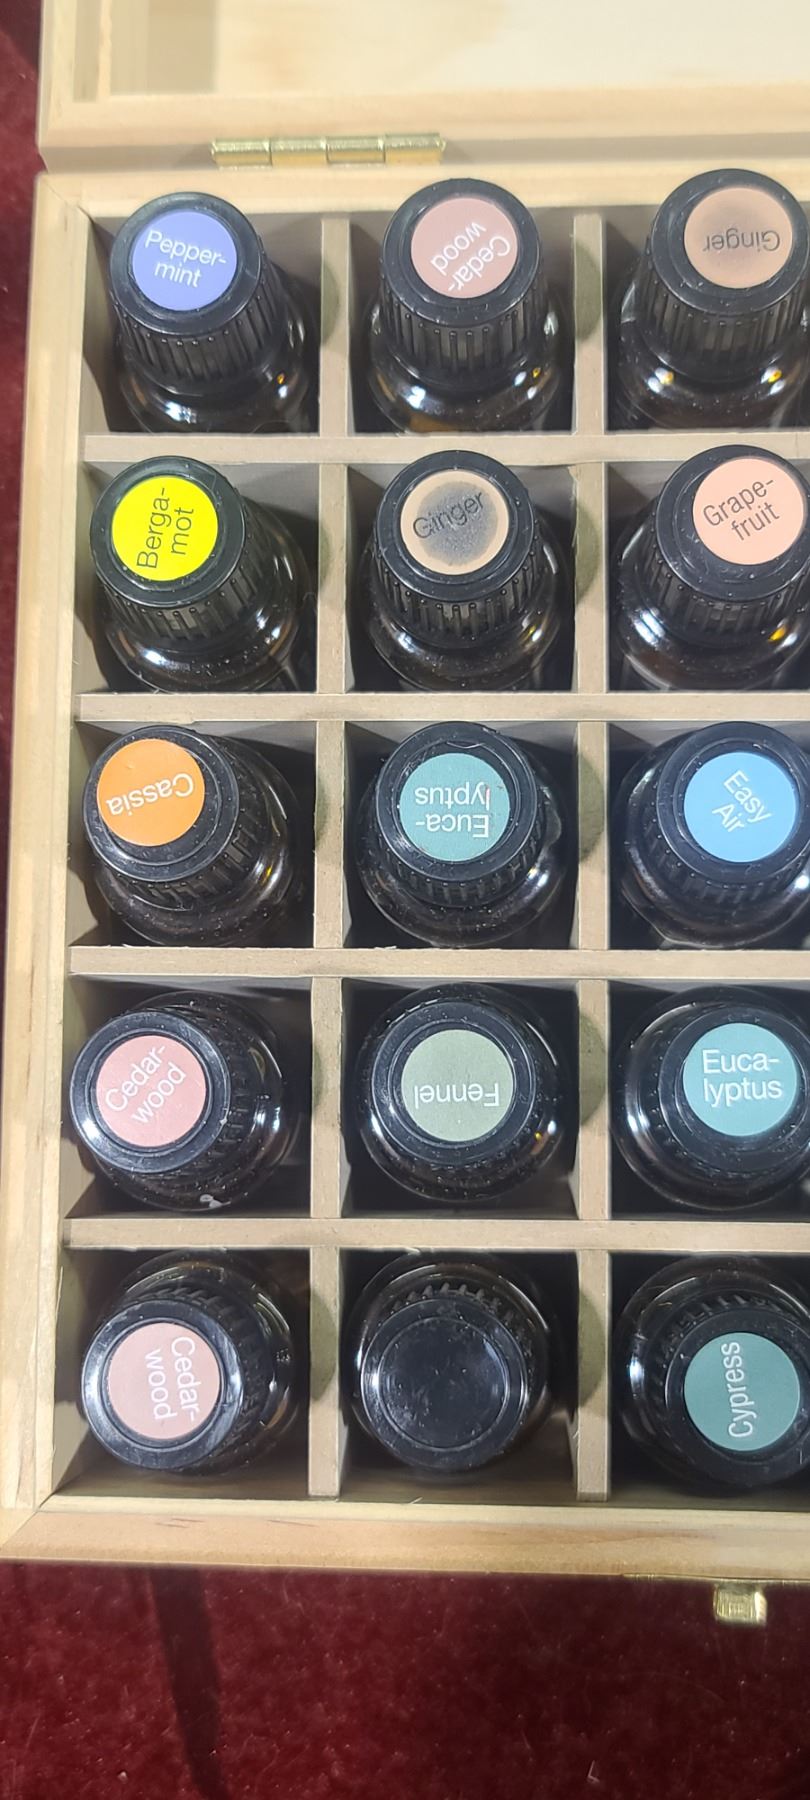 Pepper-
mint
Cedar-
wood
Ginger
Berga-
mot
Ginger
Grape-
fruit
Cassia
Euca-
lyptus
Easy
Air
Cedar-
wood
Fennel
Euca-
lyptus
Cedar-
wood
Cypress